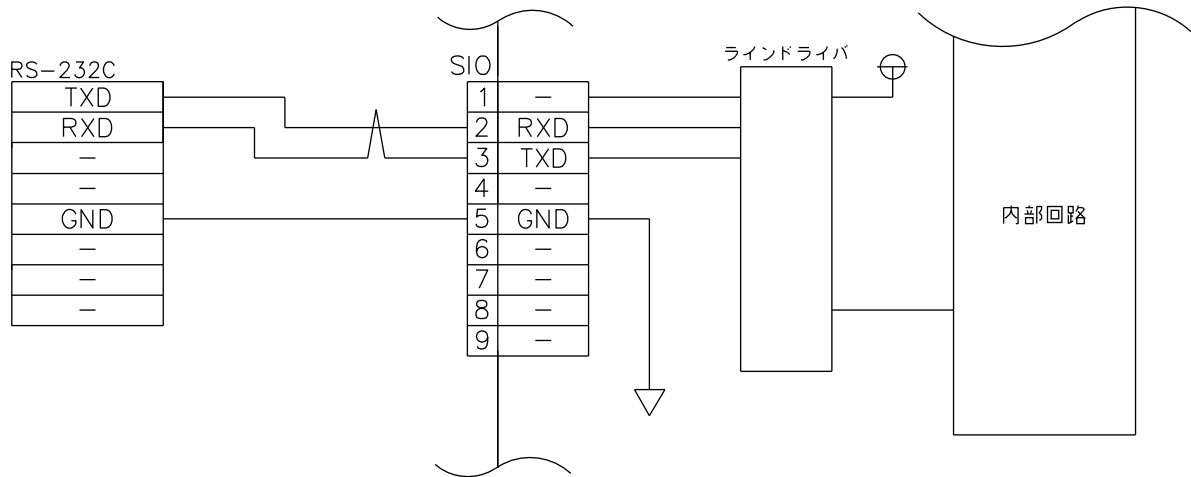 RS-232C
TXD
RXD
-
-
GND
-
-
-
SIO
1 -
2 RXD
3 TXD
4 -
5 GND
6 -
7 -
8 -
9 -
ラインドライバ
内部回路